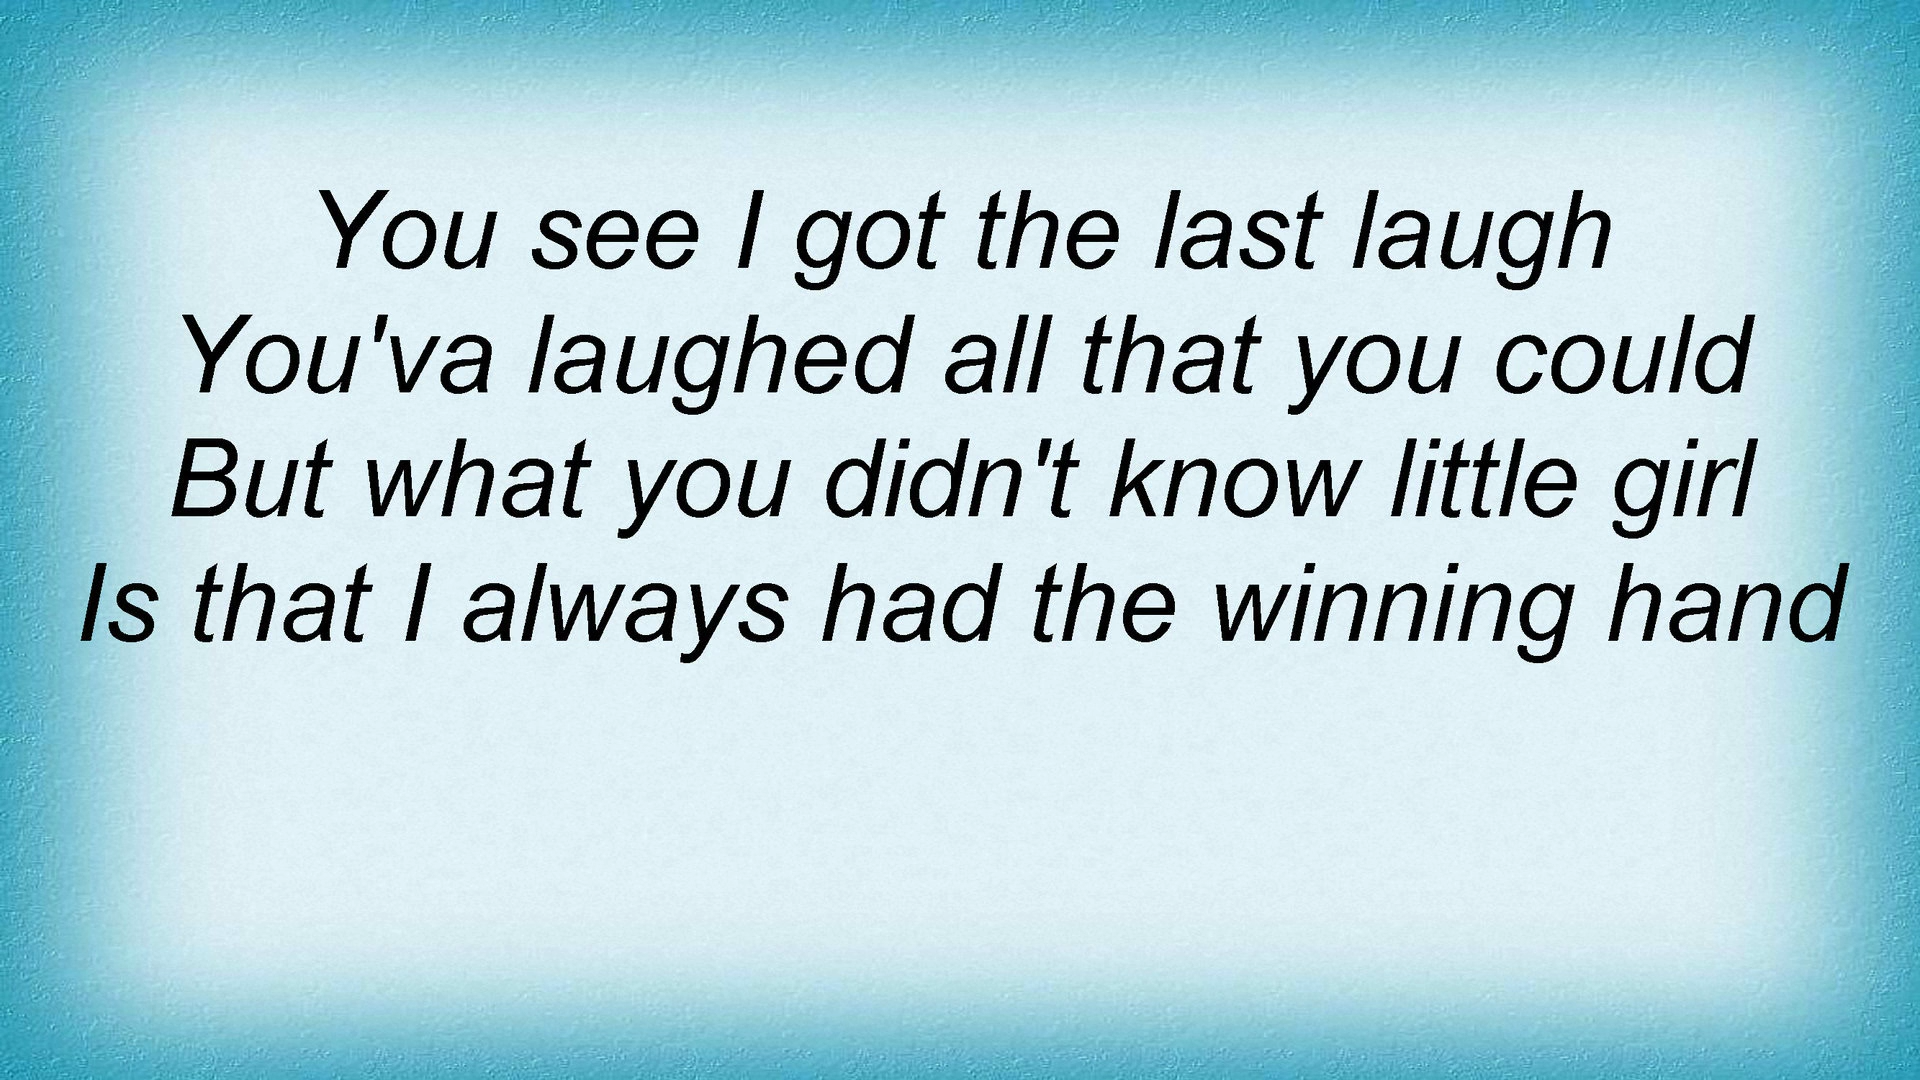 You see I got the last laugh
You'va laughed all that you could
But what you didn't know little girl
Is that I always had the winning hand